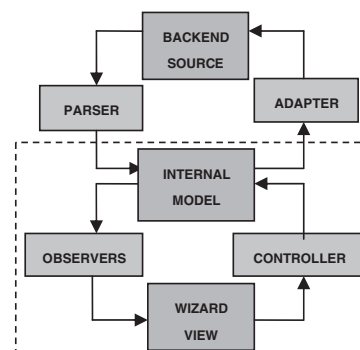 BACKEND
SOURCE
PARSER
ADAPTER
INTERNAL
MODEL
OBSERVERS
CONTROLLER
WIZARD
VIEW